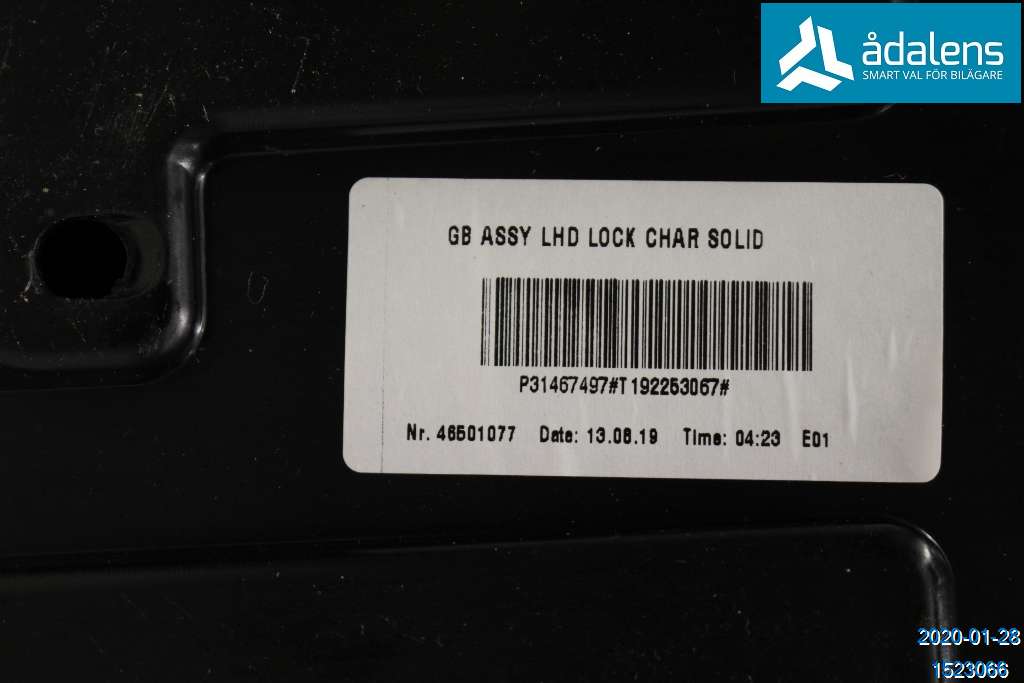 ådalens
SMART VAL FÖR BILÄGARE
GB ASSY LHD LOCK CHAR SOLID
P31467497#T192253067#
Nr. 46501077 Date: 13.08.19 Time: 04:23 E01
2020-01-28
1523066